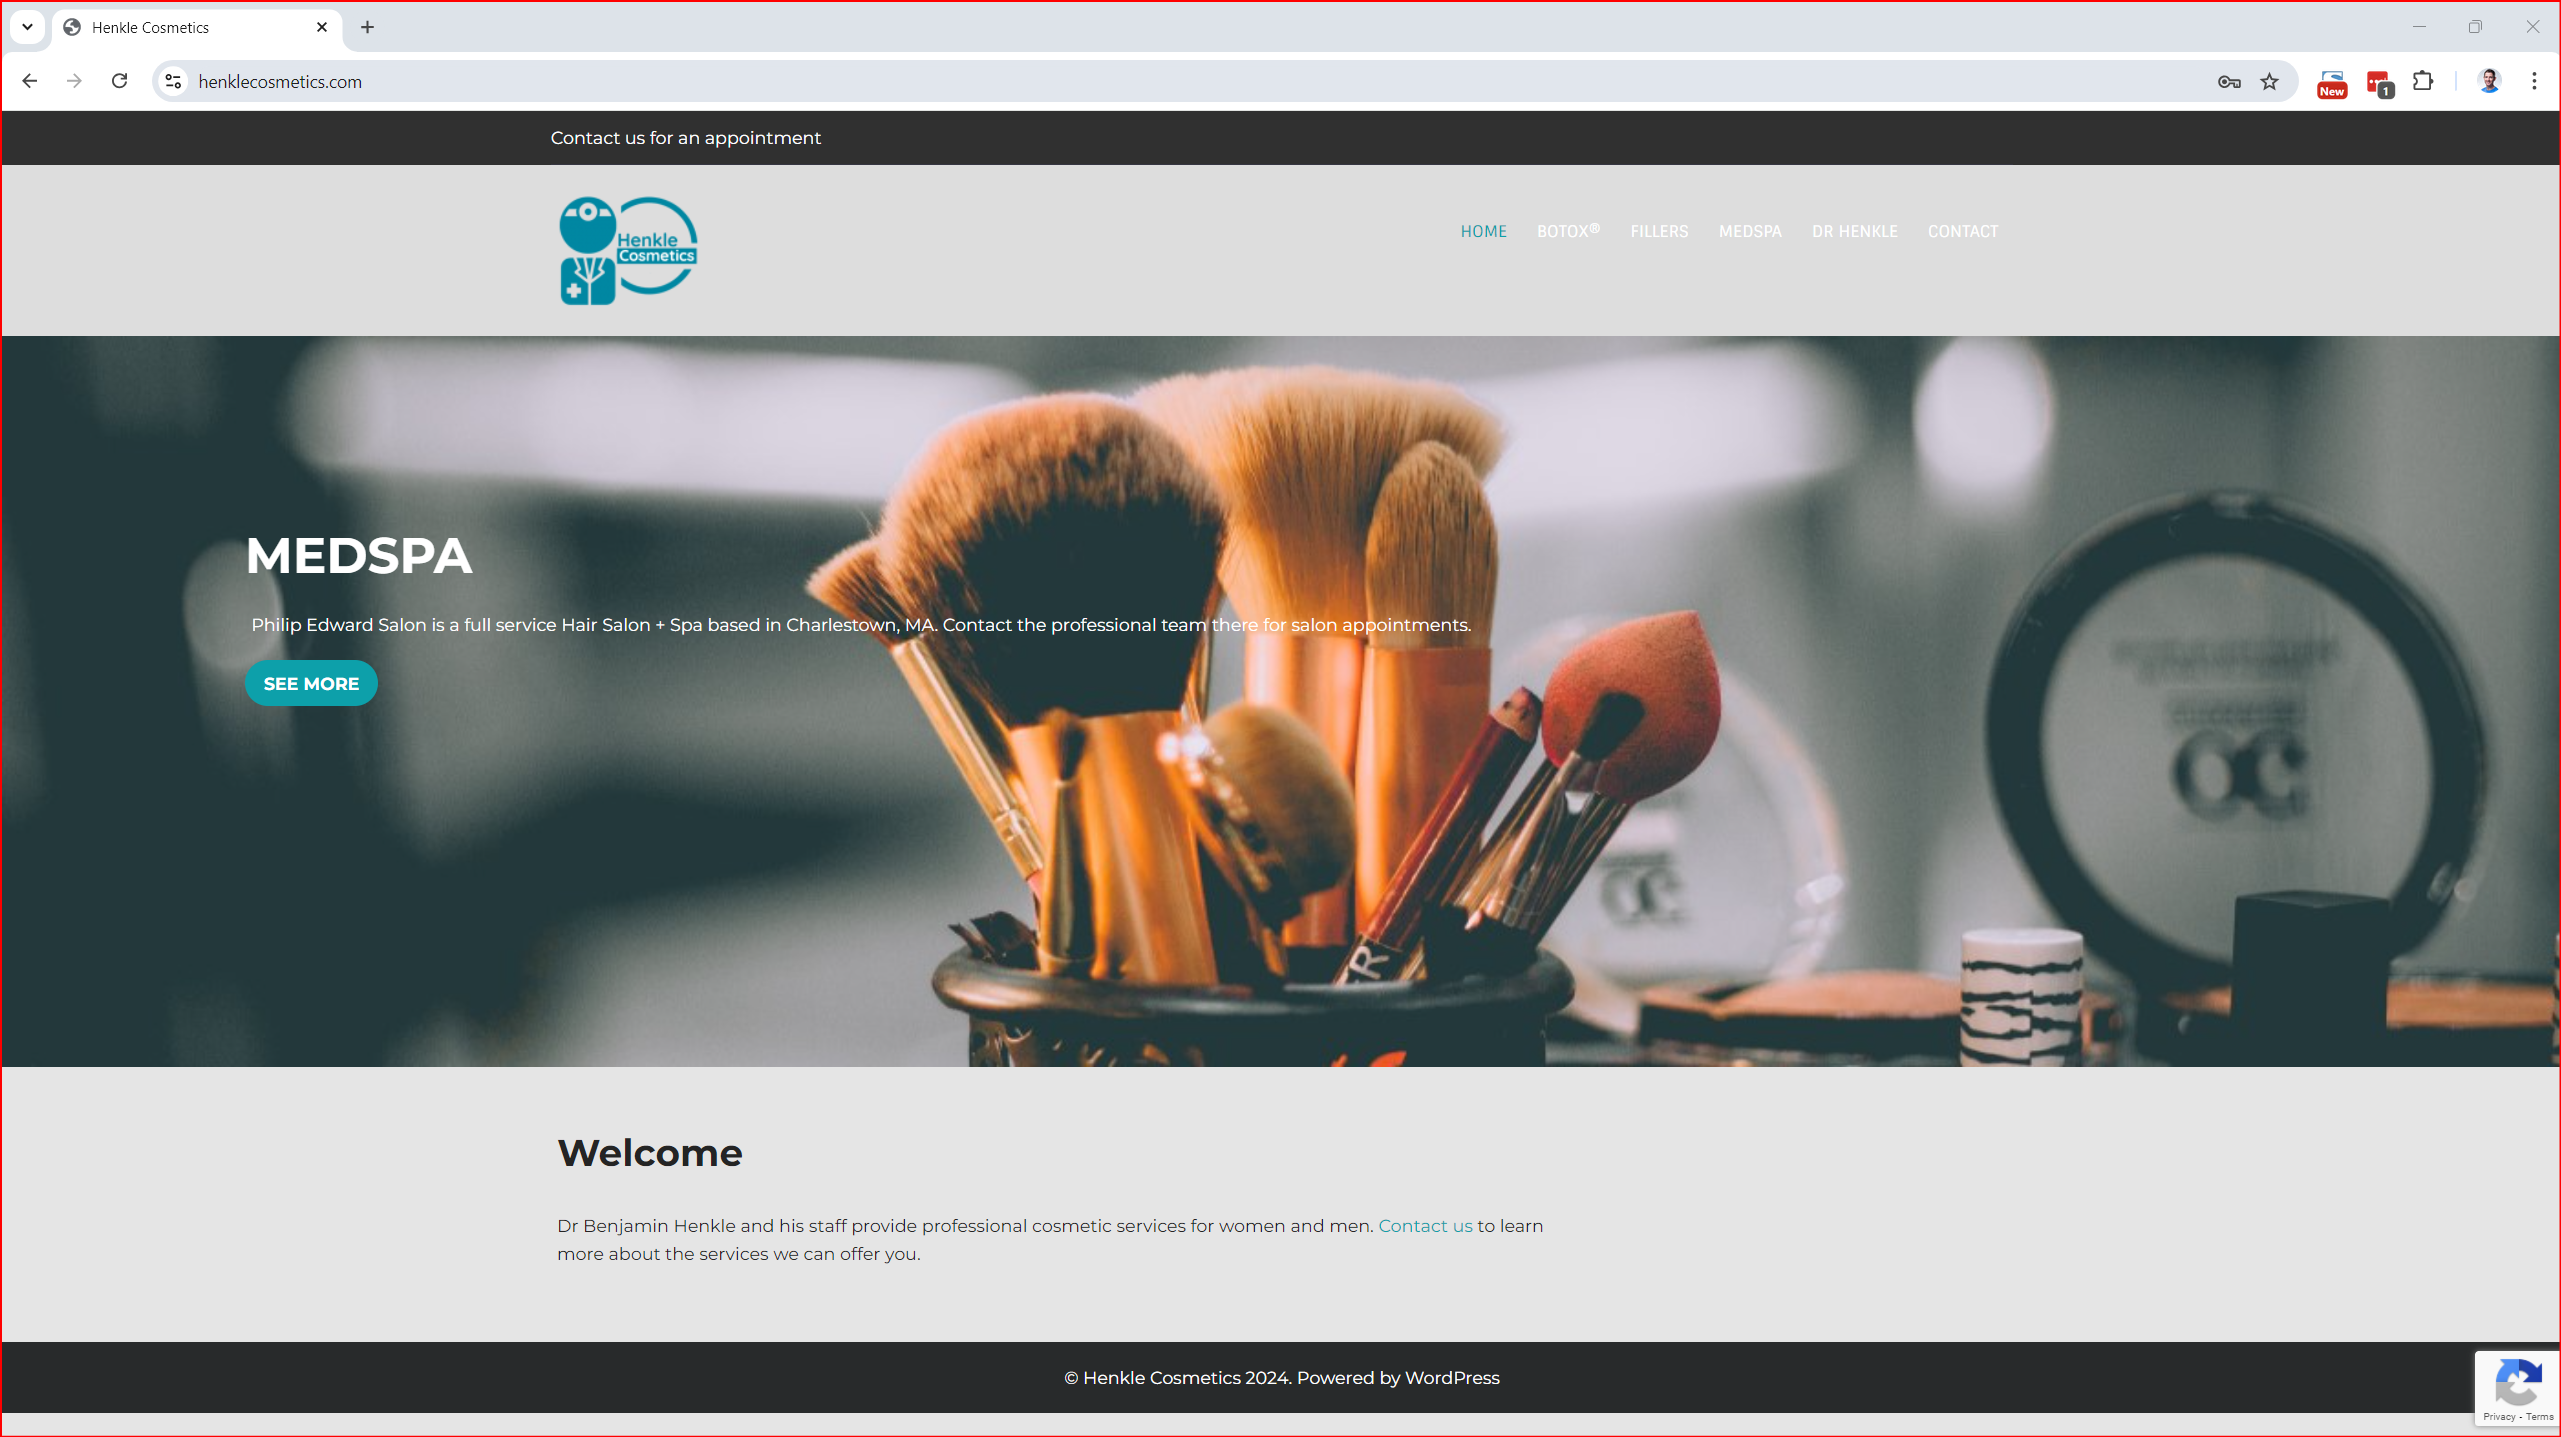 Henkle Cosmetics
henklecosmetics.com
New
1
Contact us for an appointment
Henkle
Cosmetics
HOME
BOTOX®
FILLERS
MEDSPA
DR HENKLE
CONTACT
MEDSPA
Philip Edward Salon is a full service Hair Salon + Spa based in Charlestown, MA. Contact the professional team there for salon appointments.
SEE MORE
Welcome
Dr Benjamin Henkle and his staff provide professional cosmetic services for women and men. Contact us to learn
more about the services we can offer you.
© Henkle Cosmetics 2024. Powered by WordPress
Privacy - Terms